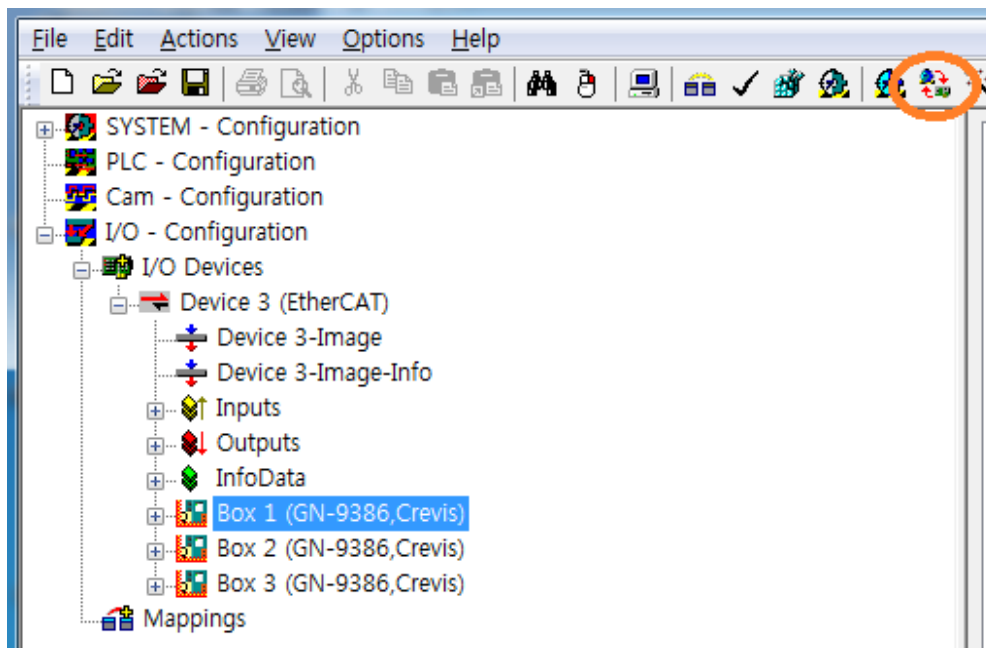 File Edit Actions View Options Help
SYSTEM - Configuration
PLC - Configuration
Cam - Configuration
I/O - Configuration
I/O Devices
Device 3 (EtherCAT)
Device 3-Image
Device 3-Image-Info
Inputs
Outputs
InfoData
Box 1 (GN-9386,Crevis)
Box 2 (GN-9386,Crevis)
Box 3 (GN-9386,Crevis)
Mappings